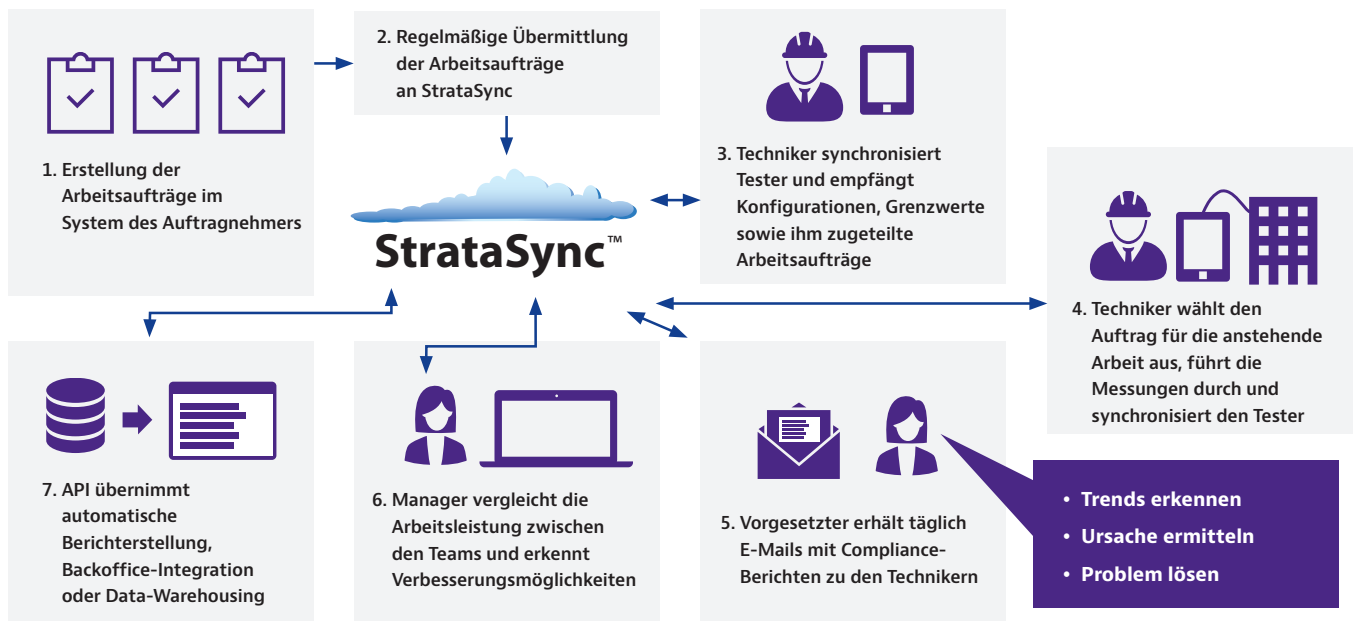 1. Erstellung der
Arbeitsaufträge im
System des Auftragnehmers
2. Regelmäßige Übermittlung
der Arbeitsaufträge
an StrataSync
StrataSync™
3. Techniker synchronisiert
Tester und empfängt
Konfigurationen, Grenzwerte
sowie ihm zugeteilte
Arbeitsaufträge
4. Techniker wählt den
Auftrag für die anstehende
Arbeit aus, führt die
Messungen durch und
synchronisiert den Tester
5. Vorgesetzter erhält täglich
E-Mails mit Compliance-
Berichten zu den Technikern
• Trends erkennen
• Ursache ermitteln
• Problem lösen
6. Manager vergleicht die
Arbeitsleistung zwischen
den Teams und erkennt
Verbesserungsmöglichkeiten
7. API übernimmt
automatische
Berichterstellung,
Backoffice-Integration
oder Data-Warehousing